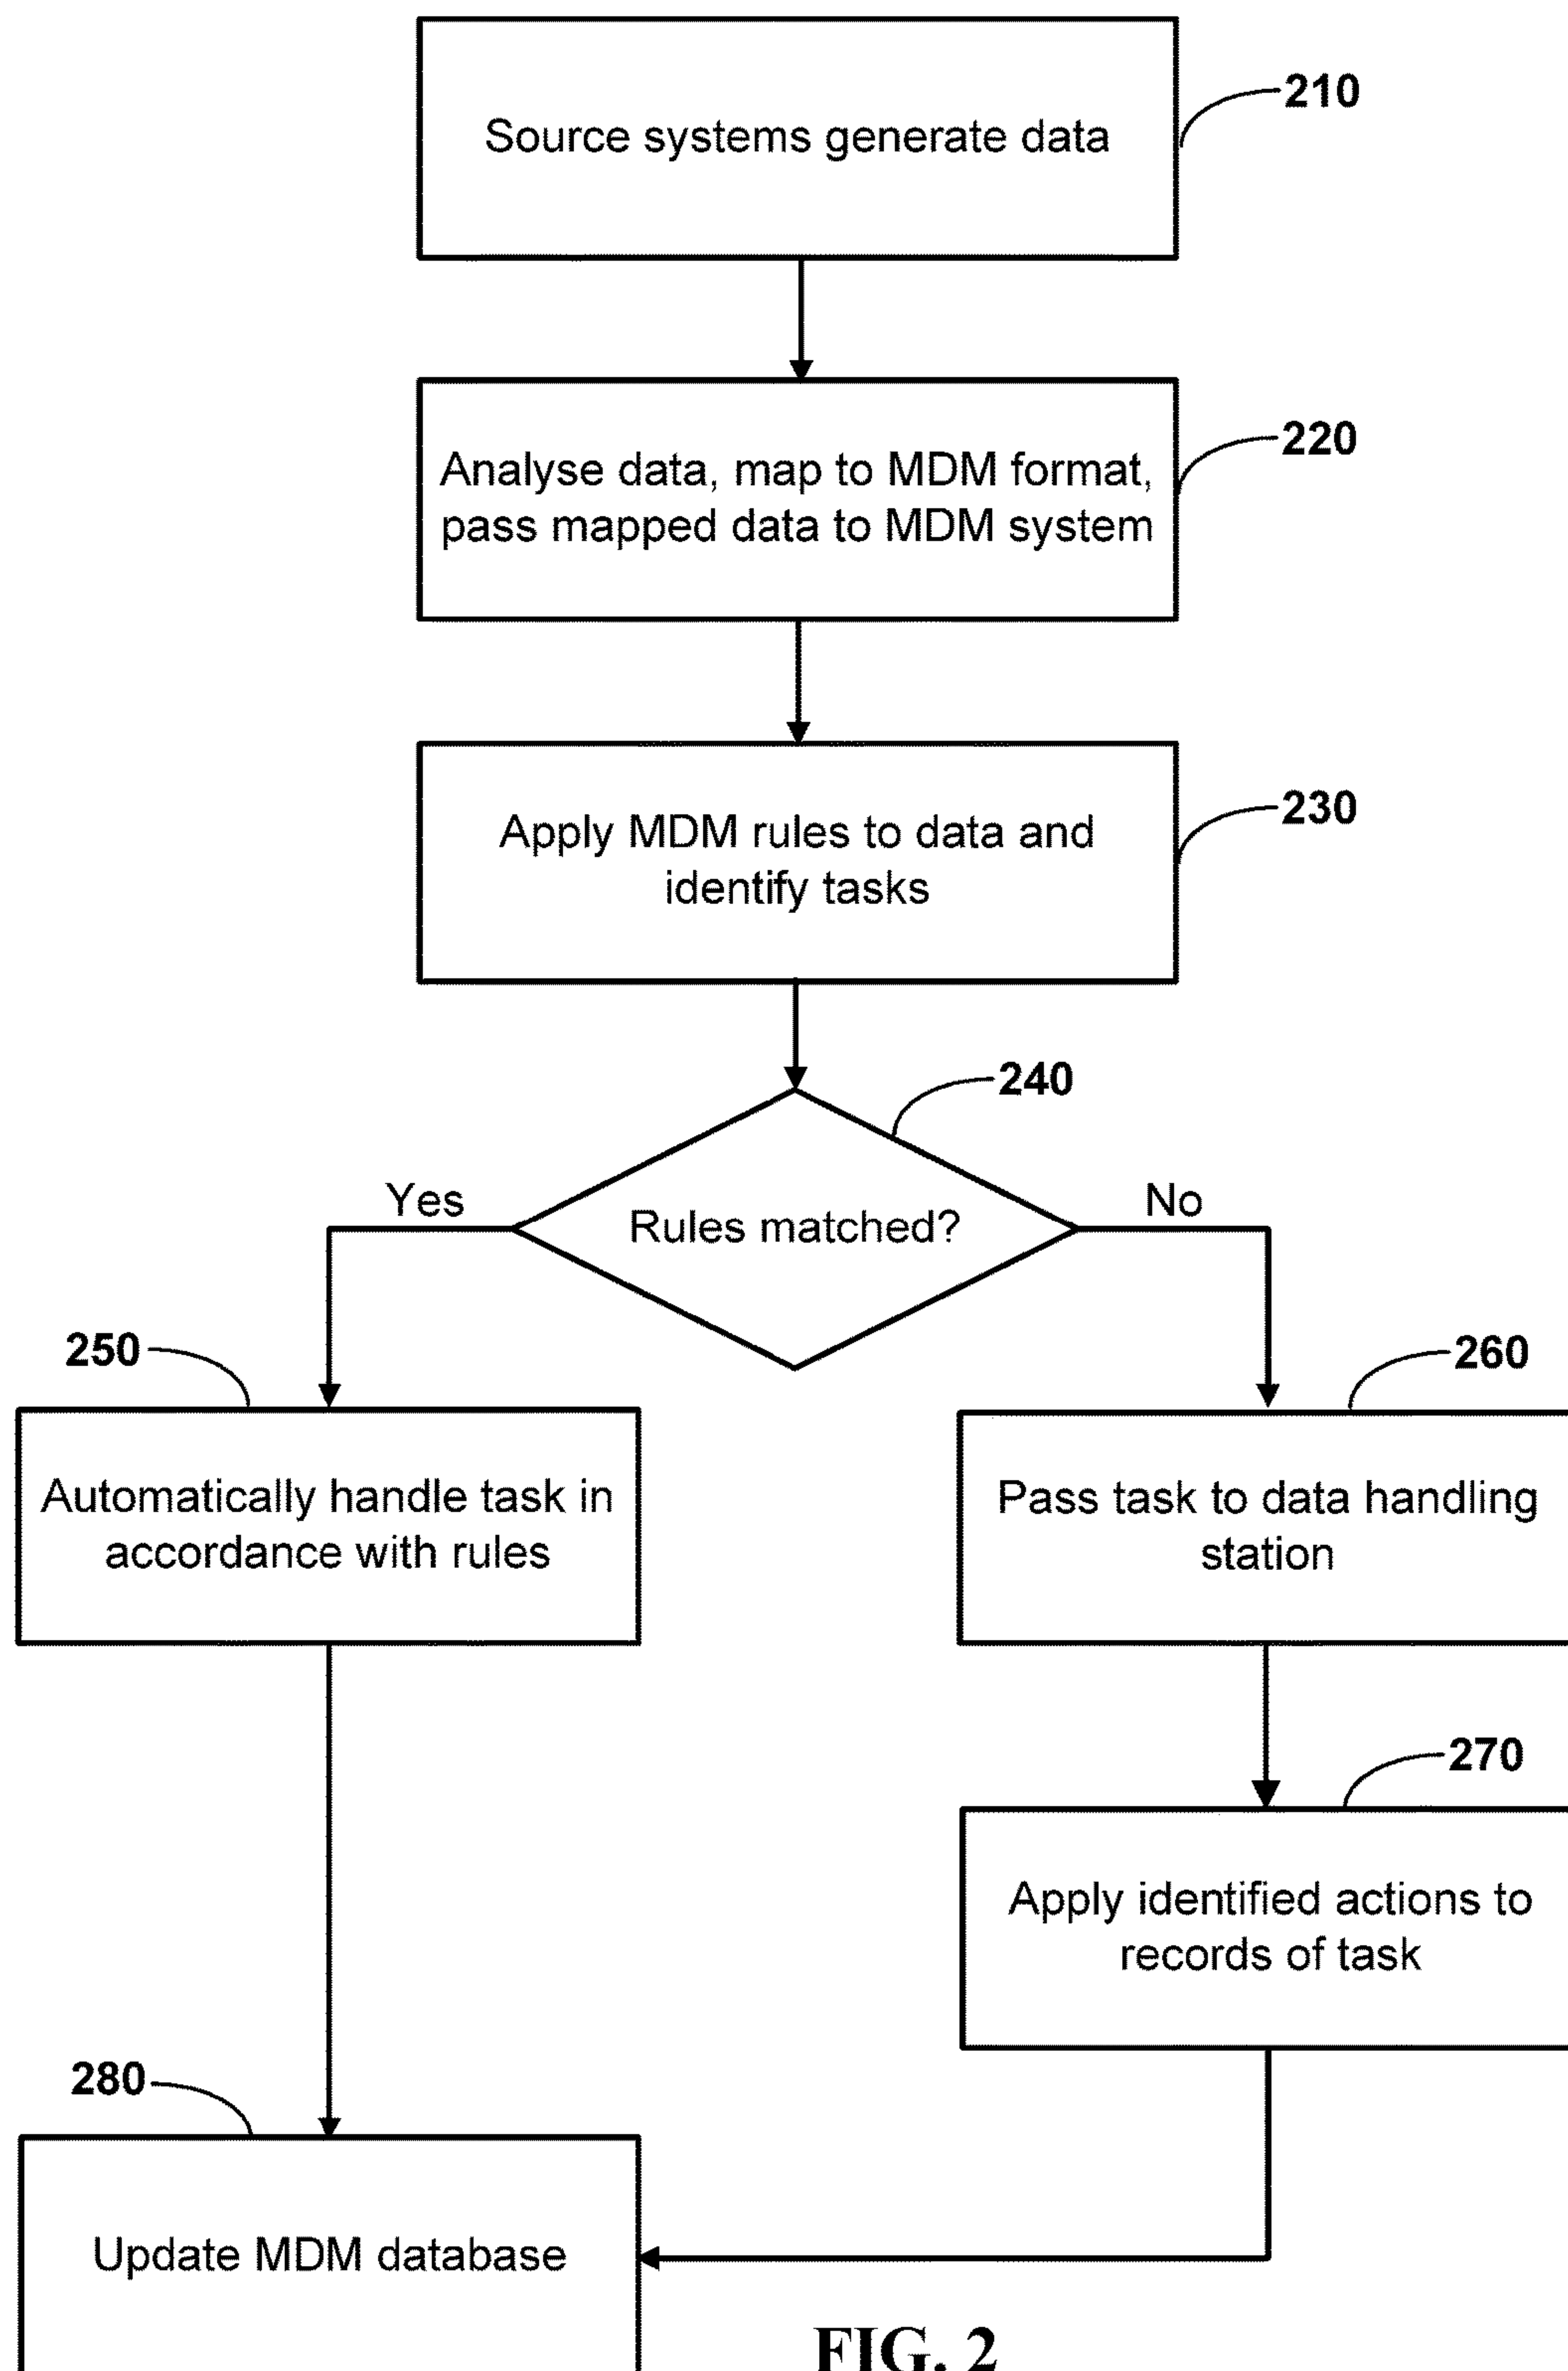 210
Source systems generate data
220
Analyse data, map to MDM format,
pass mapped data to MDM system
230
Apply MDM rules to data and
identify tasks
240
Yes
Rules matched?
No
250
260
Automatically handle task in
accordance with rules
Pass task to data handling
station
270
Apply identified actions to
records of task
280
Update MDM database
FIG. 2